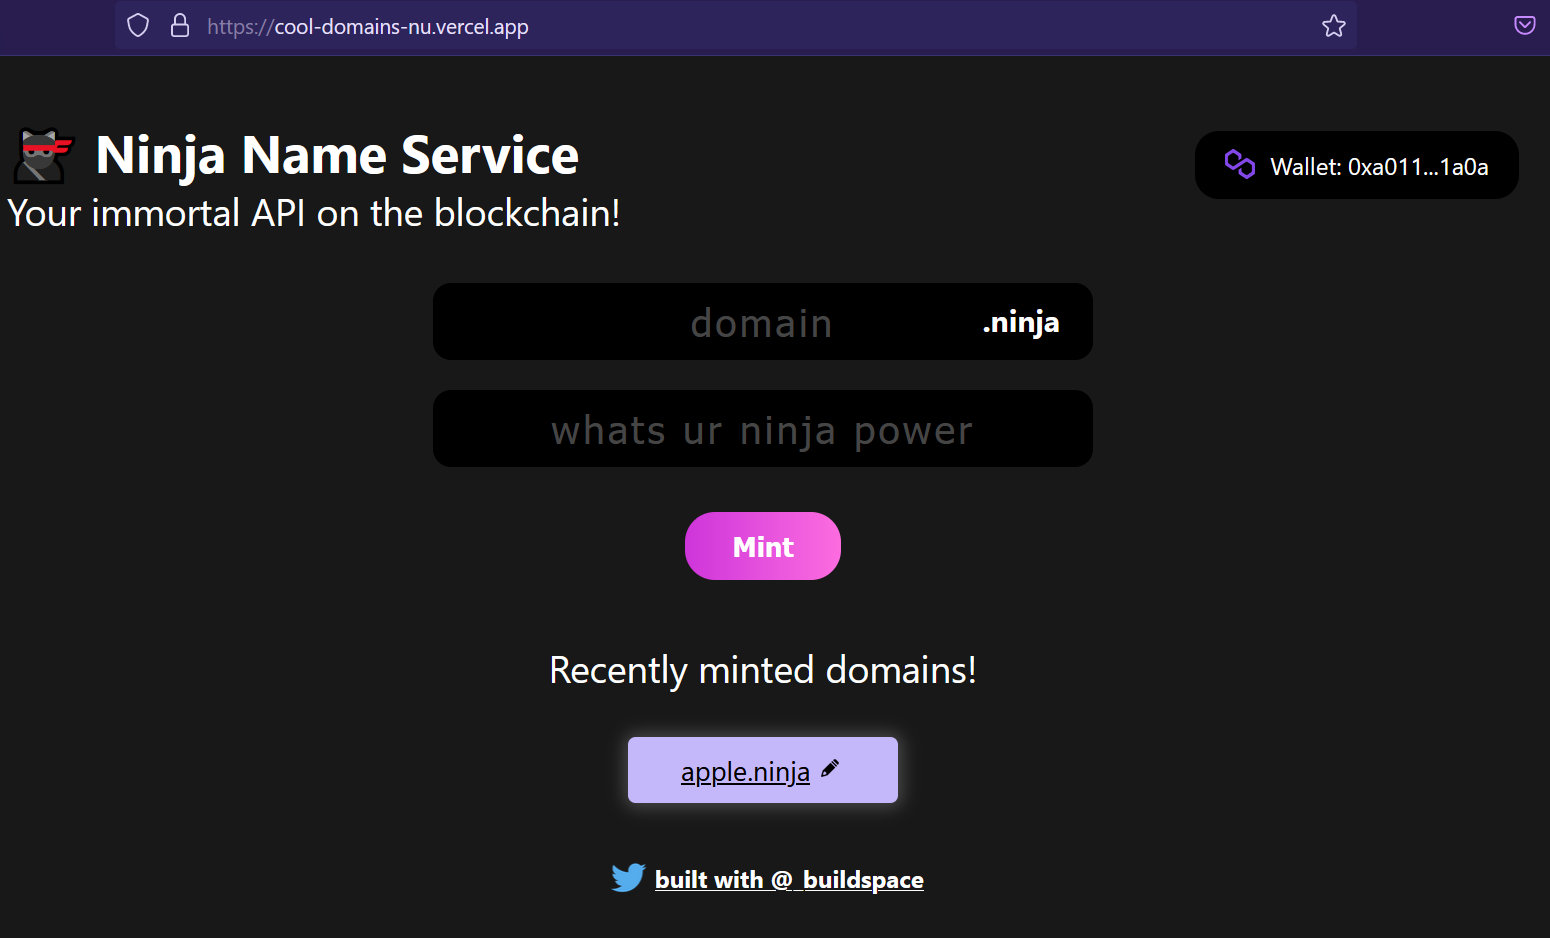 https://cool-domains-nu.vercel.app
Ninja Name Service
Wallet: 0xa011...1a0a
Your immortal API on the blockchain!
domain .ninja
whats ur ninja power
Mint
Recently minted domains!
apple.ninja
built with @_buildspace